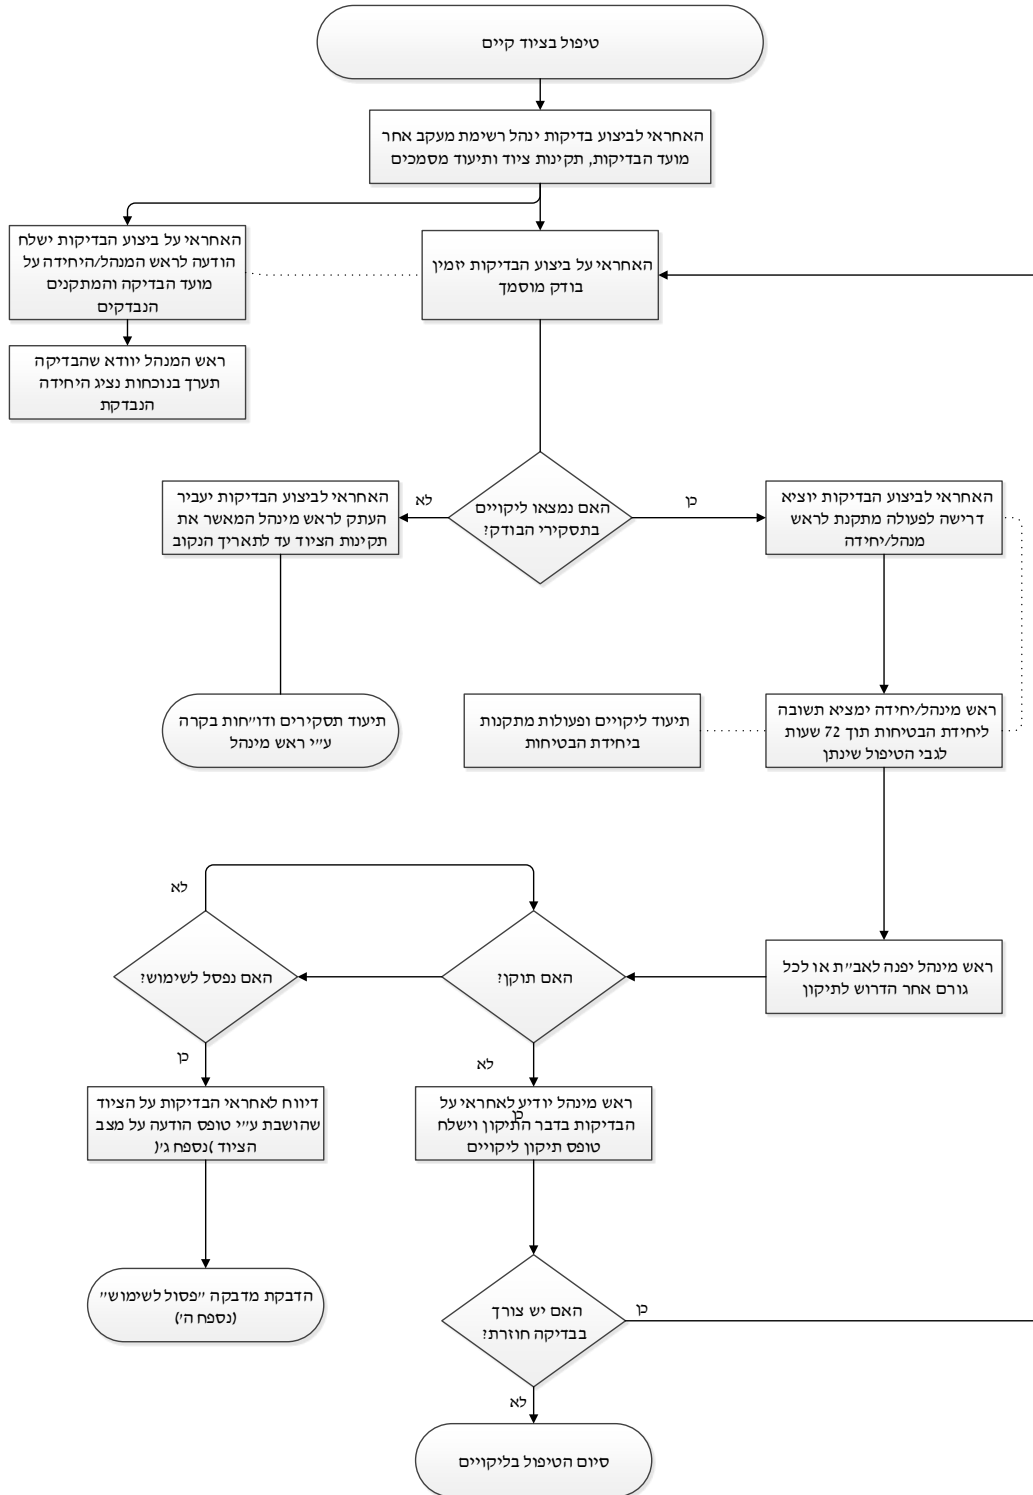 טיפול בציוד קיים
האחראי לביצוע בדיקות ינהל רשימת מעקב אחר
מועד הבדיקות, תקינות ציוד ותיעוד מסמכים
האחראי על ביצוע הבדיקות יזמין
בודק מוסמך
האחראי על ביצוע הבדיקות ישלח
הודעה לראש המנהל/היחידה על
מועד הבדיקה והמתקנים
הנבדקים
ראש המנהל יוודא שהבדיקה
תערך בנוכחות נציג היחידה
הנבדקת
האם נמצאו ליקויים
בתסקירי הבודק?
כן
לא
האחראי לביצוע הבדיקות יוציא
דרישה לפעולה מתקנת לראש
מנהל/יחידה
האחראי לביצוע הבדיקות יעביר
העתק לראש מינהל המאשר את
תקינות הציוד עד לתאריך הנקוב
ראש מינהל/יחידה ימציא תשובה
ליחידת הבטיחות תוך 72 שעות
לגבי הטיפול שינתן
תיעוד ליקויים ופעולות מתקנות
ביחידת הבטיחות
תיעוד תסקירים ודו״חות בקרה
ע״י ראש מינהל
ראש מינהל יפנה לאב״ת או לכל
גורם אחר הדרוש לתיקון
האם תוקן?
האם נפסל לשימוש?
לא
לא
כן
ראש מינהל יודיע לאחראי על
הבדיקות בדבר התיקון וישלח
טופס תיקון ליקויים
כן
דיווח לאחראי הבדיקות על הציוד
שהושבת ע״י טופס הודעה על מצב
הציוד )נספח ג׳(
הדבקת מדבקה ״פסול לשימוש״
(נספח ה׳)
האם יש צורך
בבדיקה חוזרת?
כן
לא
סיום הטיפול בליקויים